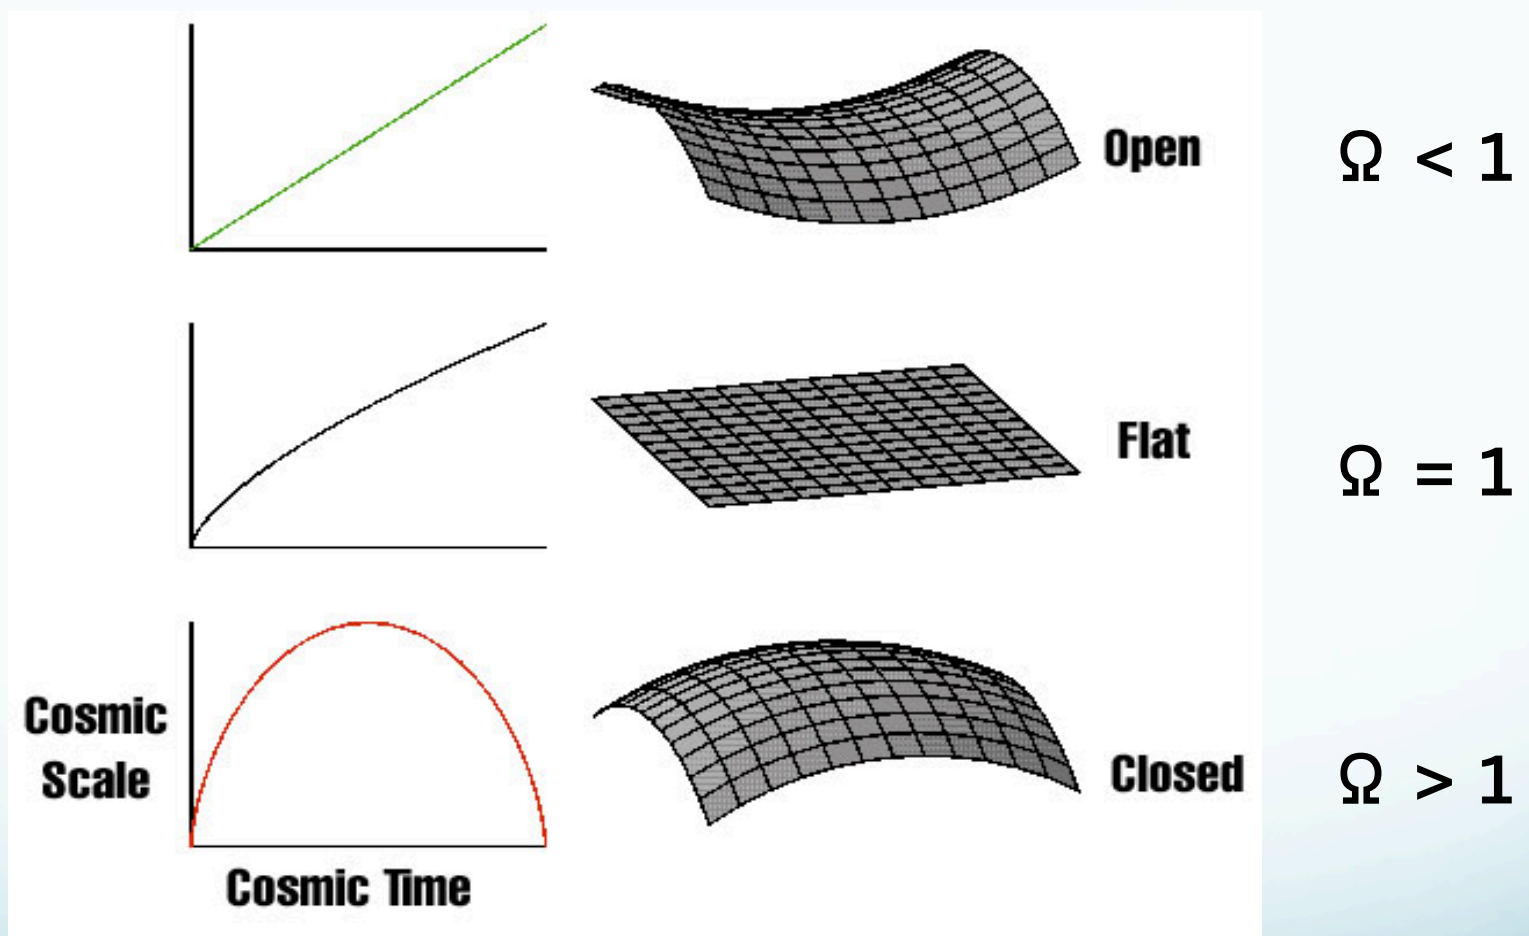 Open
Ω < 1
Flat
Ω = 1
Cosmic
Scale
Closed
Ω > 1
Cosmic Time